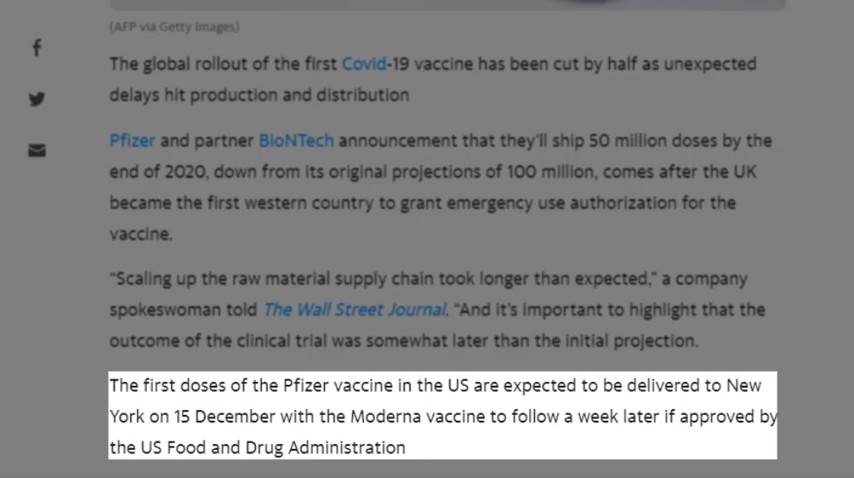 (AFP via Getty Images)
The global rollout of the first Covid-19 vaccine has been cut by half as unexpected
delays hit production and distribution
Pfizer and partner BioNTech announcement that they'll ship 50 million doses by the
end of 2020, down from its original projections of 100 million, comes after the UK
became the first western country to grant emergency use authorization for the
vaccine.
“Scaling up the raw material supply chain took longer than expected,” a company
spokeswoman told The Wall Street Journal. “And it's important to highlight that the
outcome of the clinical trial was somewhat later than the initial projection.
The first doses of the Pfizer vaccine in the US are expected to be delivered to New
York on 15 December with the Moderna vaccine to follow a week later if approved by
the US Food and Drug Administration